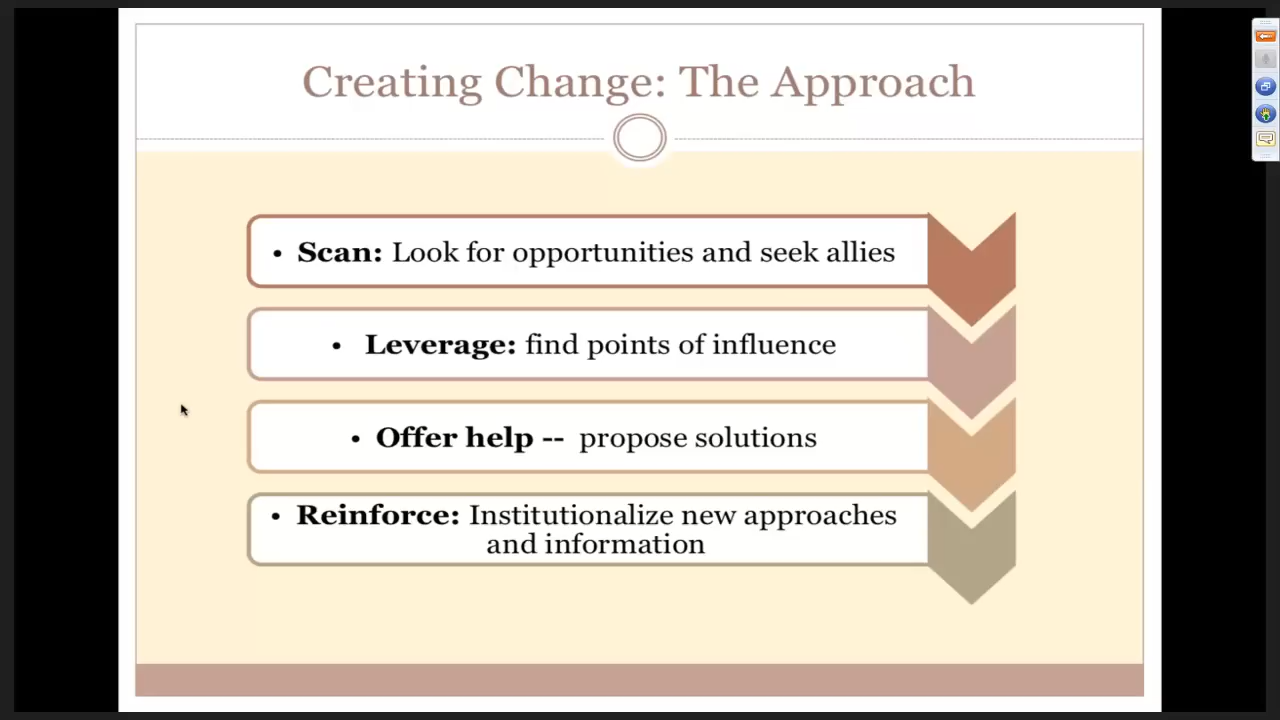 Creating Change: The Approach
• Scan: Look for opportunities and seek allies
• Leverage: find points of influence
• Offer help -- propose solutions
• Reinforce: Institutionalize new approaches
and information